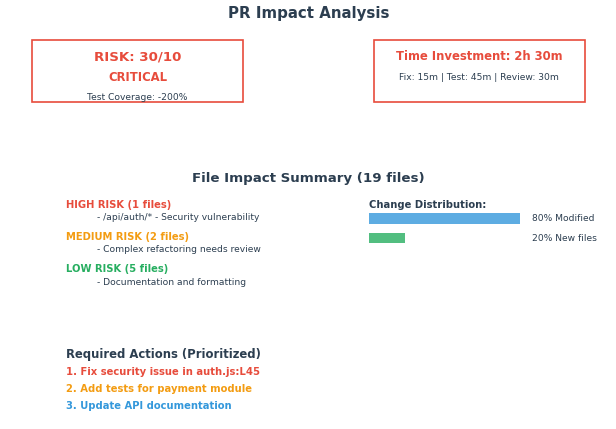 PR Impact Analysis
RISK: 30/10
CRITICAL
Test Coverage: -200%
Time Investment: 2h 30m
Fix: 15m | Test: 45m | Review: 30m
File Impact Summary (19 files)
HIGH RISK (1 files)
- /api/auth/* - Security vulnerability
MEDIUM RISK (2 files)
- Complex refactoring needs review
LOW RISK (5 files)
- Documentation and formatting
Change Distribution:
80% Modified
20% New files
Required Actions (Prioritized)
1. Fix security issue in auth.js:L45
2. Add tests for payment module
3. Update API documentation